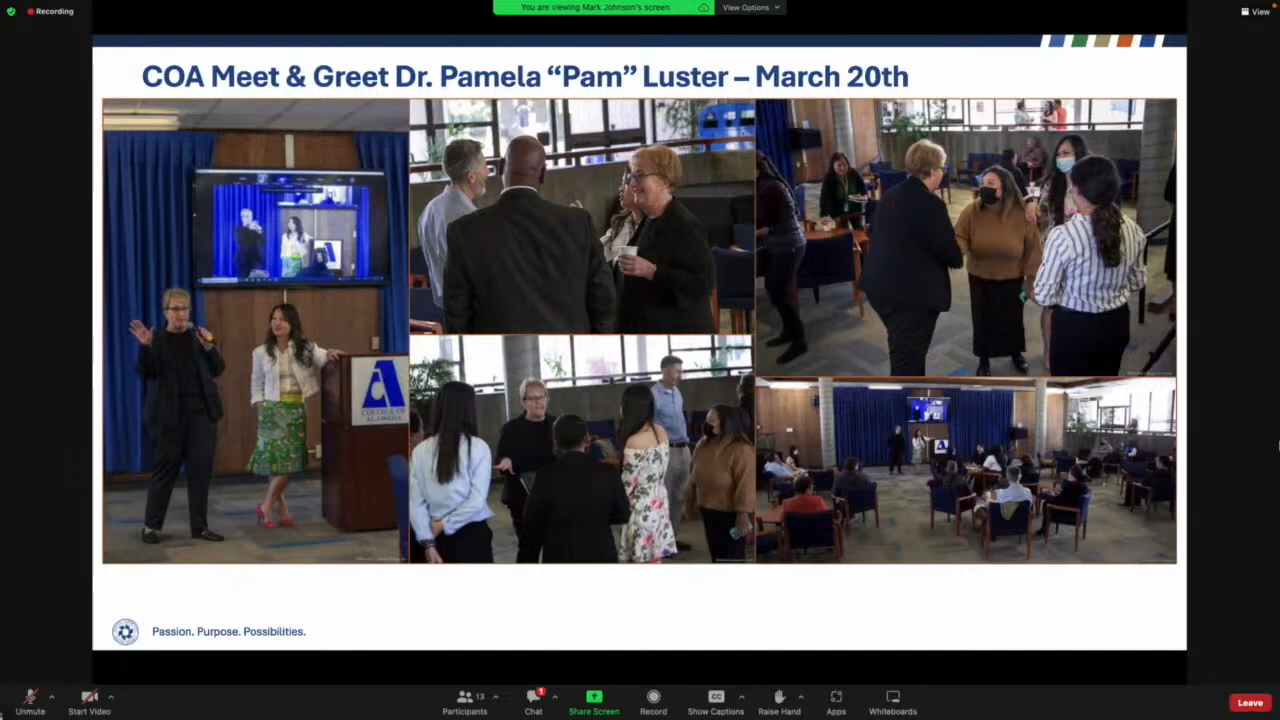 Recording
You are viewing Mark Johnson's screen
View Options
View
COA Meet & Greet Dr. Pamela “Pam” Luster – March 20th
COLLEGE OF
ALAMEDA
Passion. Purpose. Possibilities.
Unmute
Start Video
Participants
13
Chat
1
Share Screen
Record
CC
Show Captions
Raise Hand
Apps
Whiteboards
Leave